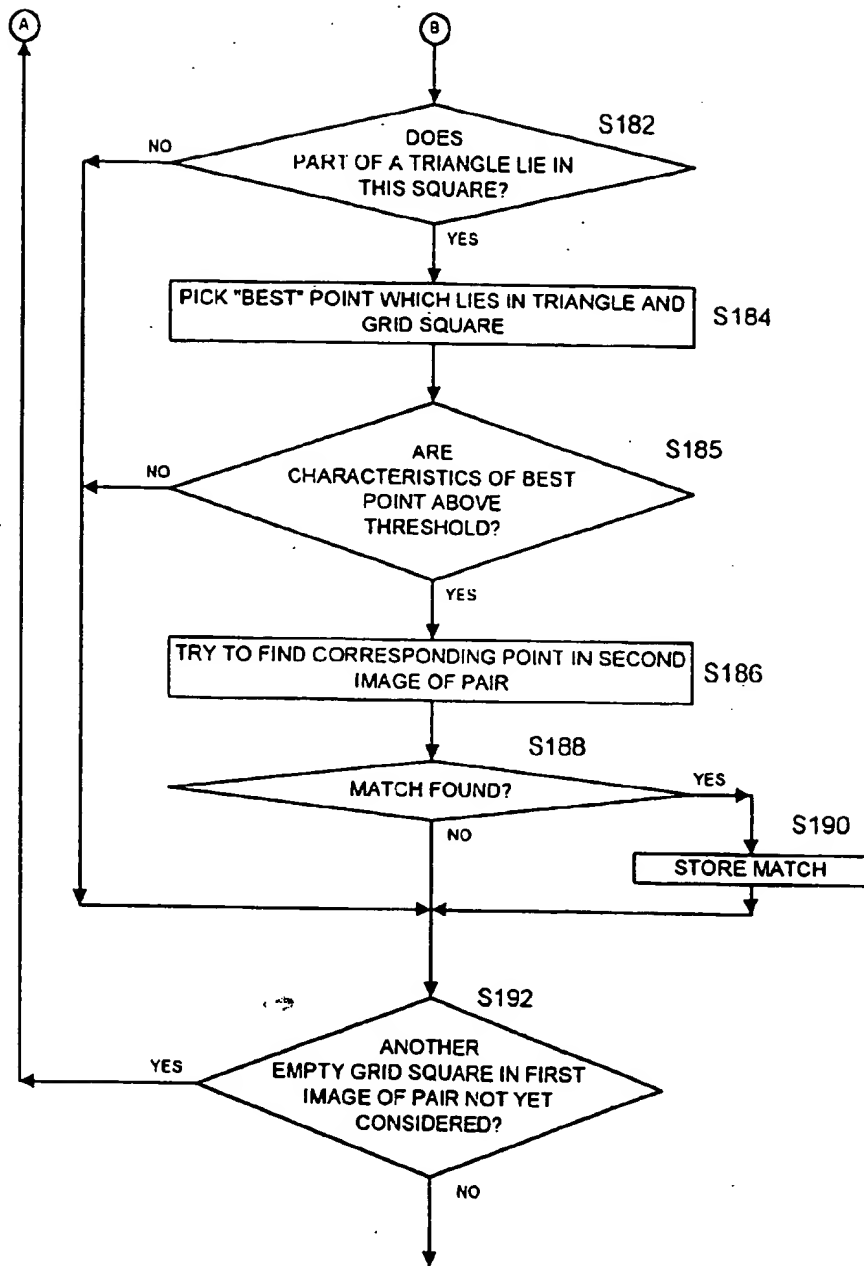 A
B
S182
DOES
PART OF A TRIANGLE LIE IN
THIS SQUARE?
NO
YES
PICK "BEST" POINT WHICH LIES IN TRIANGLE AND
GRID SQUARE
S184
S185
ARE
CHARACTERISTICS OF BEST
POINT ABOVE
THRESHOLD?
NO
YES
TRY TO FIND CORRESPONDING POINT IN SECOND
IMAGE OF PAIR
S186
S188
MATCH FOUND?
YES
NO
S190
STORE MATCH
S192
ANOTHER
EMPTY GRID SQUARE IN FIRST
IMAGE OF PAIR NOT YET
CONSIDERED?
YES
NO